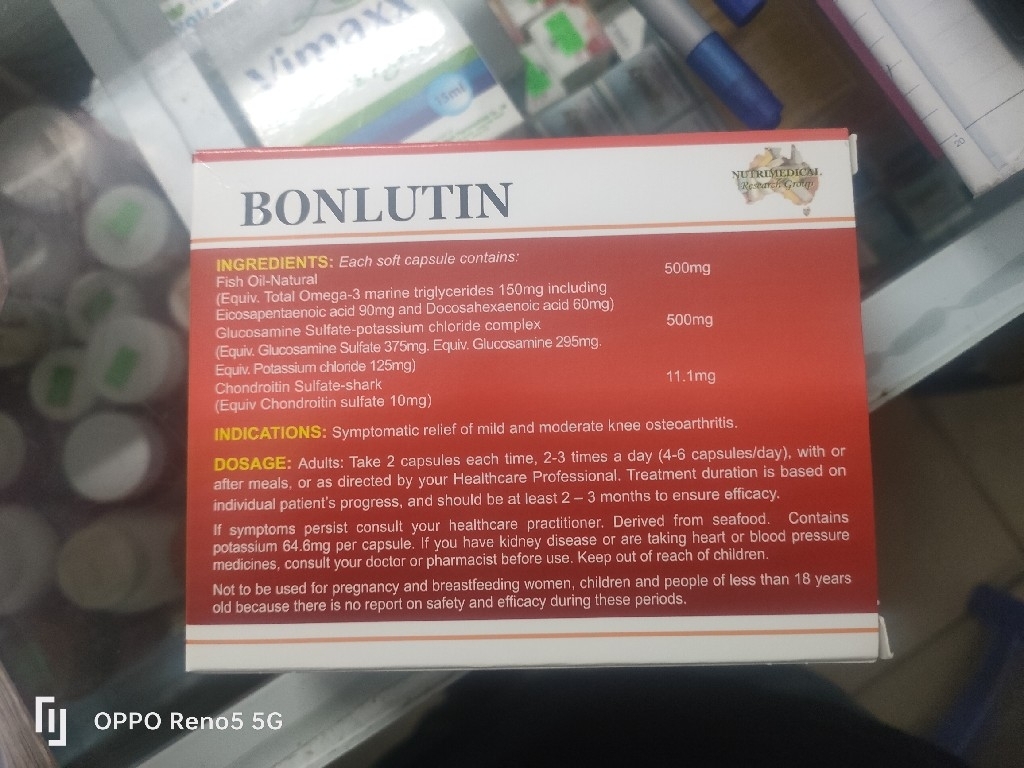 Vimaxx
15ml
BONLUTIN
NUTRIMEDICAL
Research Group
INGREDIENTS: Each soft capsule contains:
Fish Oil-Natural 500mg
(Equiv. Total Omega-3 marine triglycerides 150mg including
Eicosapentaenoic acid 90mg and Docosahexaenoic acid 60mg)
Glucosamine Sulfate-potassium chloride complex 500mg
(Equiv. Glucosamine Sulfate 375mg. Equiv. Glucosamine 295mg.
Equiv. Potassium chloride 125mg)
Chondroitin Sulfate-shark 11.1mg
(Equiv Chondroitin sulfate 10mg)
INDICATIONS: Symptomatic relief of mild and moderate knee osteoarthritis.
DOSAGE: Adults: Take 2 capsules each time, 2-3 times a day (4-6 capsules/day), with or
after meals, or as directed by your Healthcare Professional. Treatment duration is based on
individual patient's progress, and should be at least 2 – 3 months to ensure efficacy.
If symptoms persist consult your healthcare practitioner. Derived from seafood. Contains
potassium 64.6mg per capsule. If you have kidney disease or are taking heart or blood pressure
medicines, consult your doctor or pharmacist before use. Keep out of reach of children.
Not to be used for pregnancy and breastfeeding women, children and people of less than 18 years
old because there is no report on safety and efficacy during these periods.
OPPO Reno5 5G